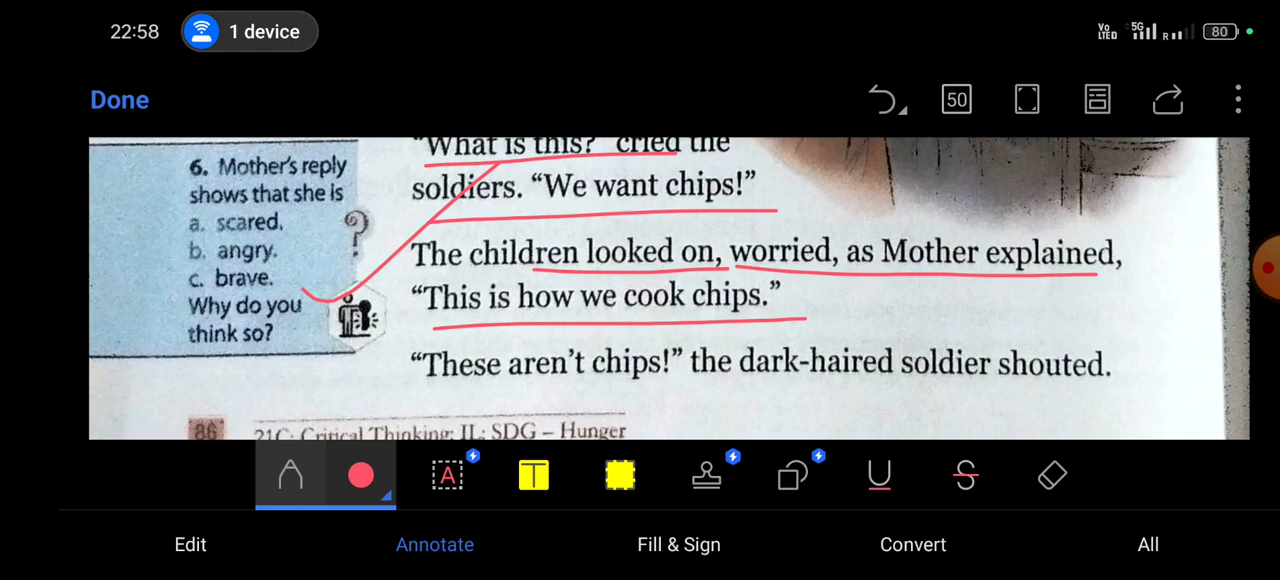 22:58
1 device
Vo LTED
5G
R
80
Done
50
6. Mother's reply
shows that she is
a. scared.
b. angry.
c. brave.
Why do you
think so?
"What is this?" cried the
soldiers. "We want chips!"
The children looked on, worried, as Mother explained,
"This is how we cook chips."
"These aren't chips!" the dark-haired soldier shouted.
86
21C: Critical Thinking; IL: SDG – Hunger
A
T
U
S
Edit
Annotate
Fill & Sign
Convert
All